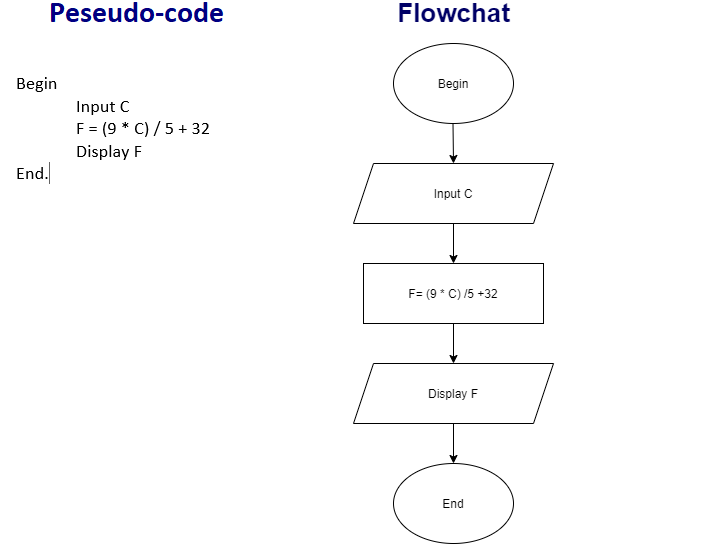 Peseudo-code
Begin
Input C
F = (9 * C) / 5 + 32
Display F
End.
Flowchat
Begin
Input C
F= (9 * C) /5 +32
Display F
End